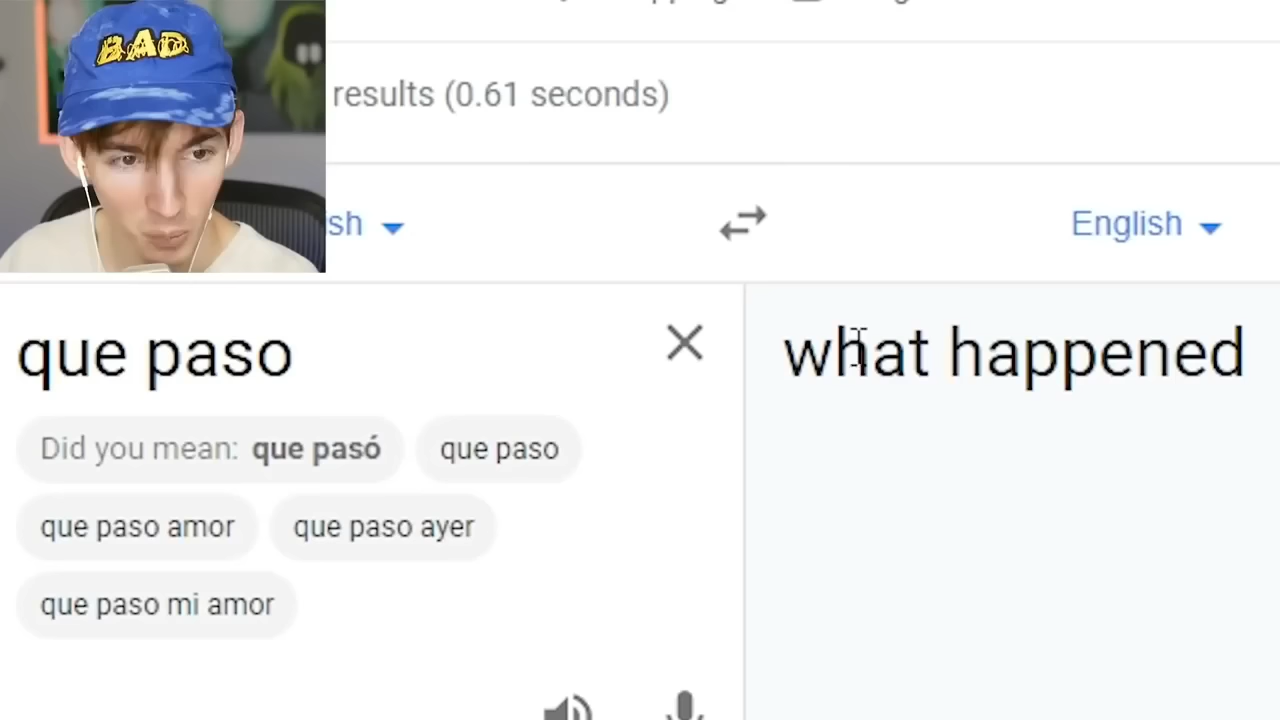 BAD
results (0.61 seconds)
sh
English
que paso
what happened
Did you mean: que pasó
que paso
que paso amor
que paso ayer
que paso mi amor